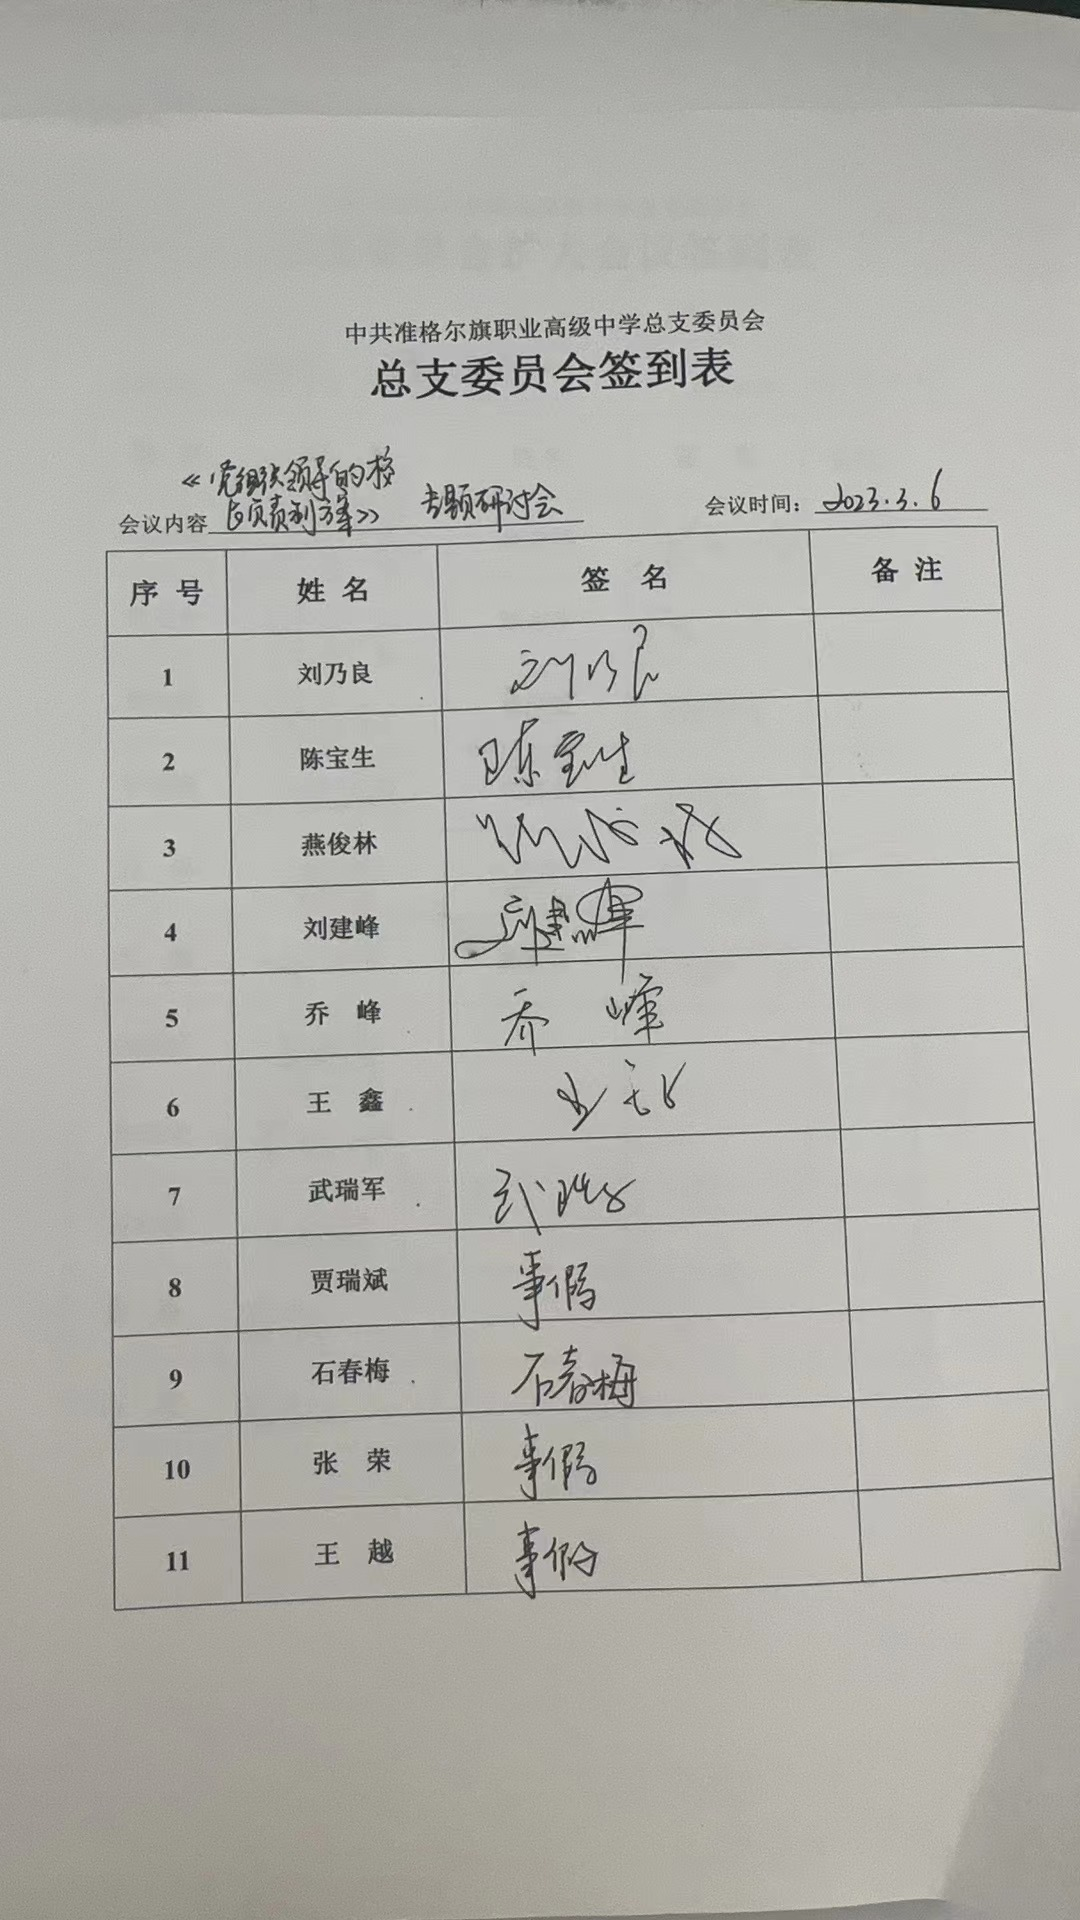 中共准格尔旗职业高级中学总支委员会
总支委员会签到表
《党组织领导的校
会议内容 长负责制方案》 专题研讨会 会议时间：2023.3.6
序号 姓名 签名 备注
1 刘乃良 刘乃良
2 陈宝生 陈宝生
3 燕俊林
4 刘建峰 刘建峰
5 乔峰 乔峰
6 王鑫
7 武瑞军 武瑞军
8 贾瑞斌 事假
9 石春梅 石春梅
10 张荣 事假
11 王越 事假